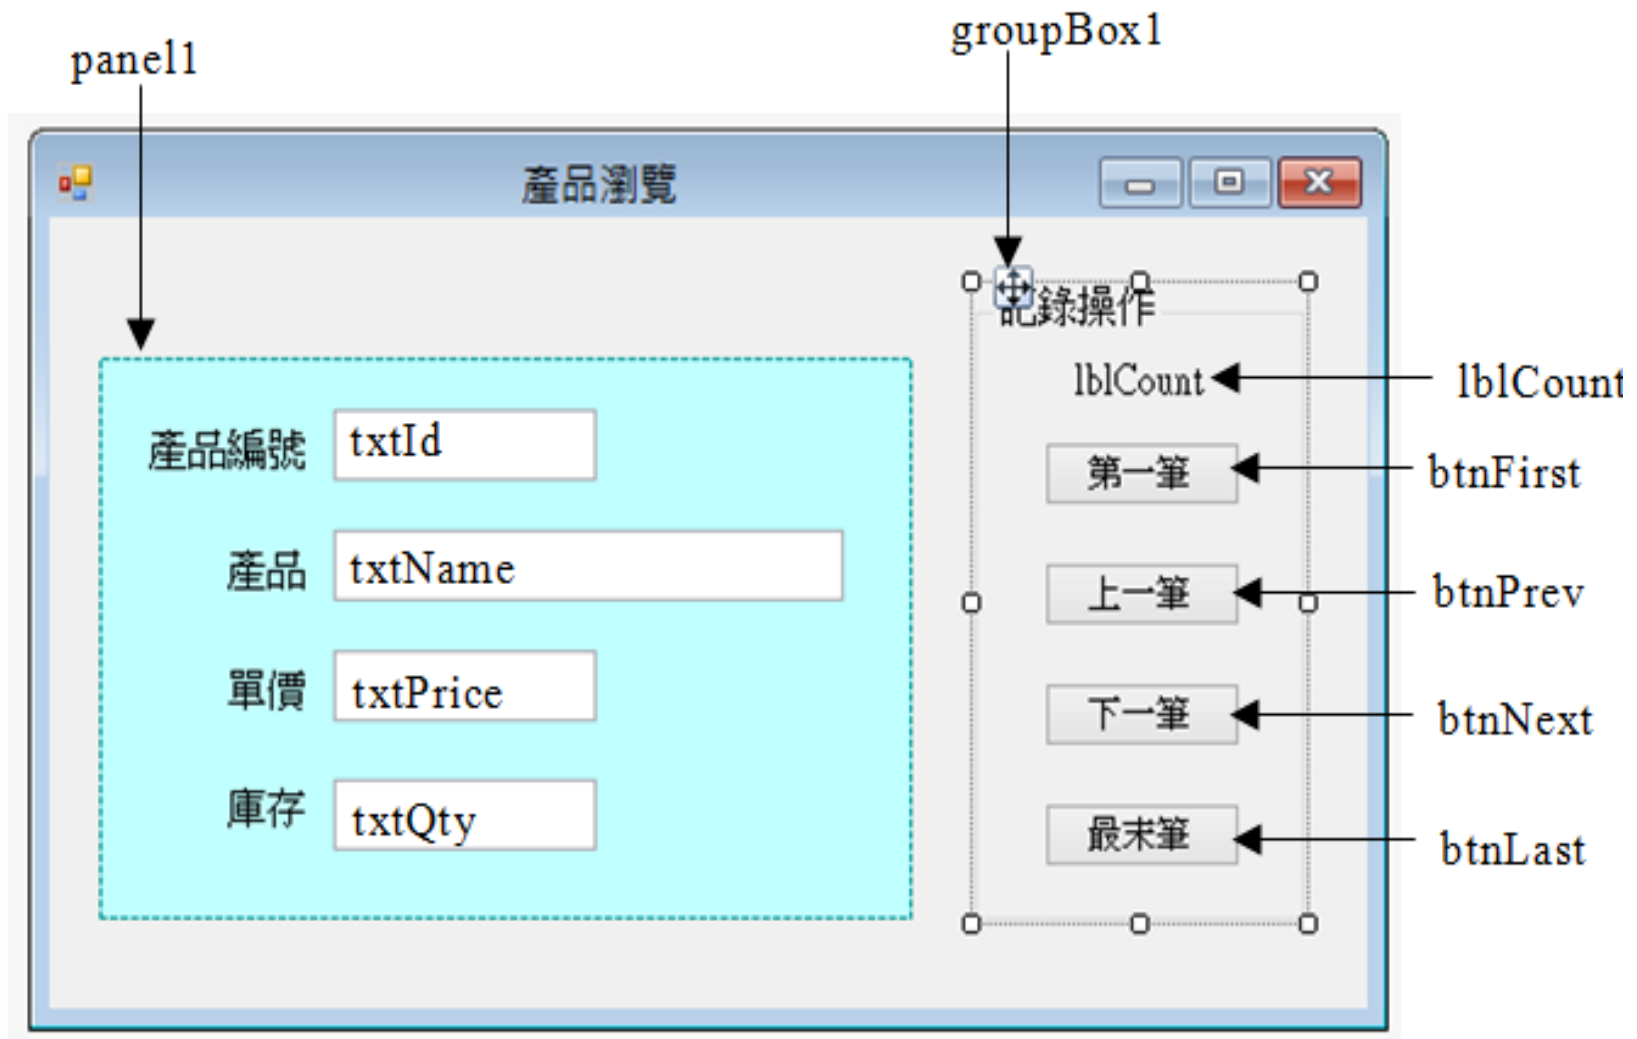 panel1
groupBox1
產品瀏覽
記錄操作
lblCount
lblCount
產品編號
txtId
第一筆
btnFirst
產品
txtName
上一筆
btnPrev
單價
txtPrice
下一筆
btnNext
庫存
txtQty
最末筆
btnLast